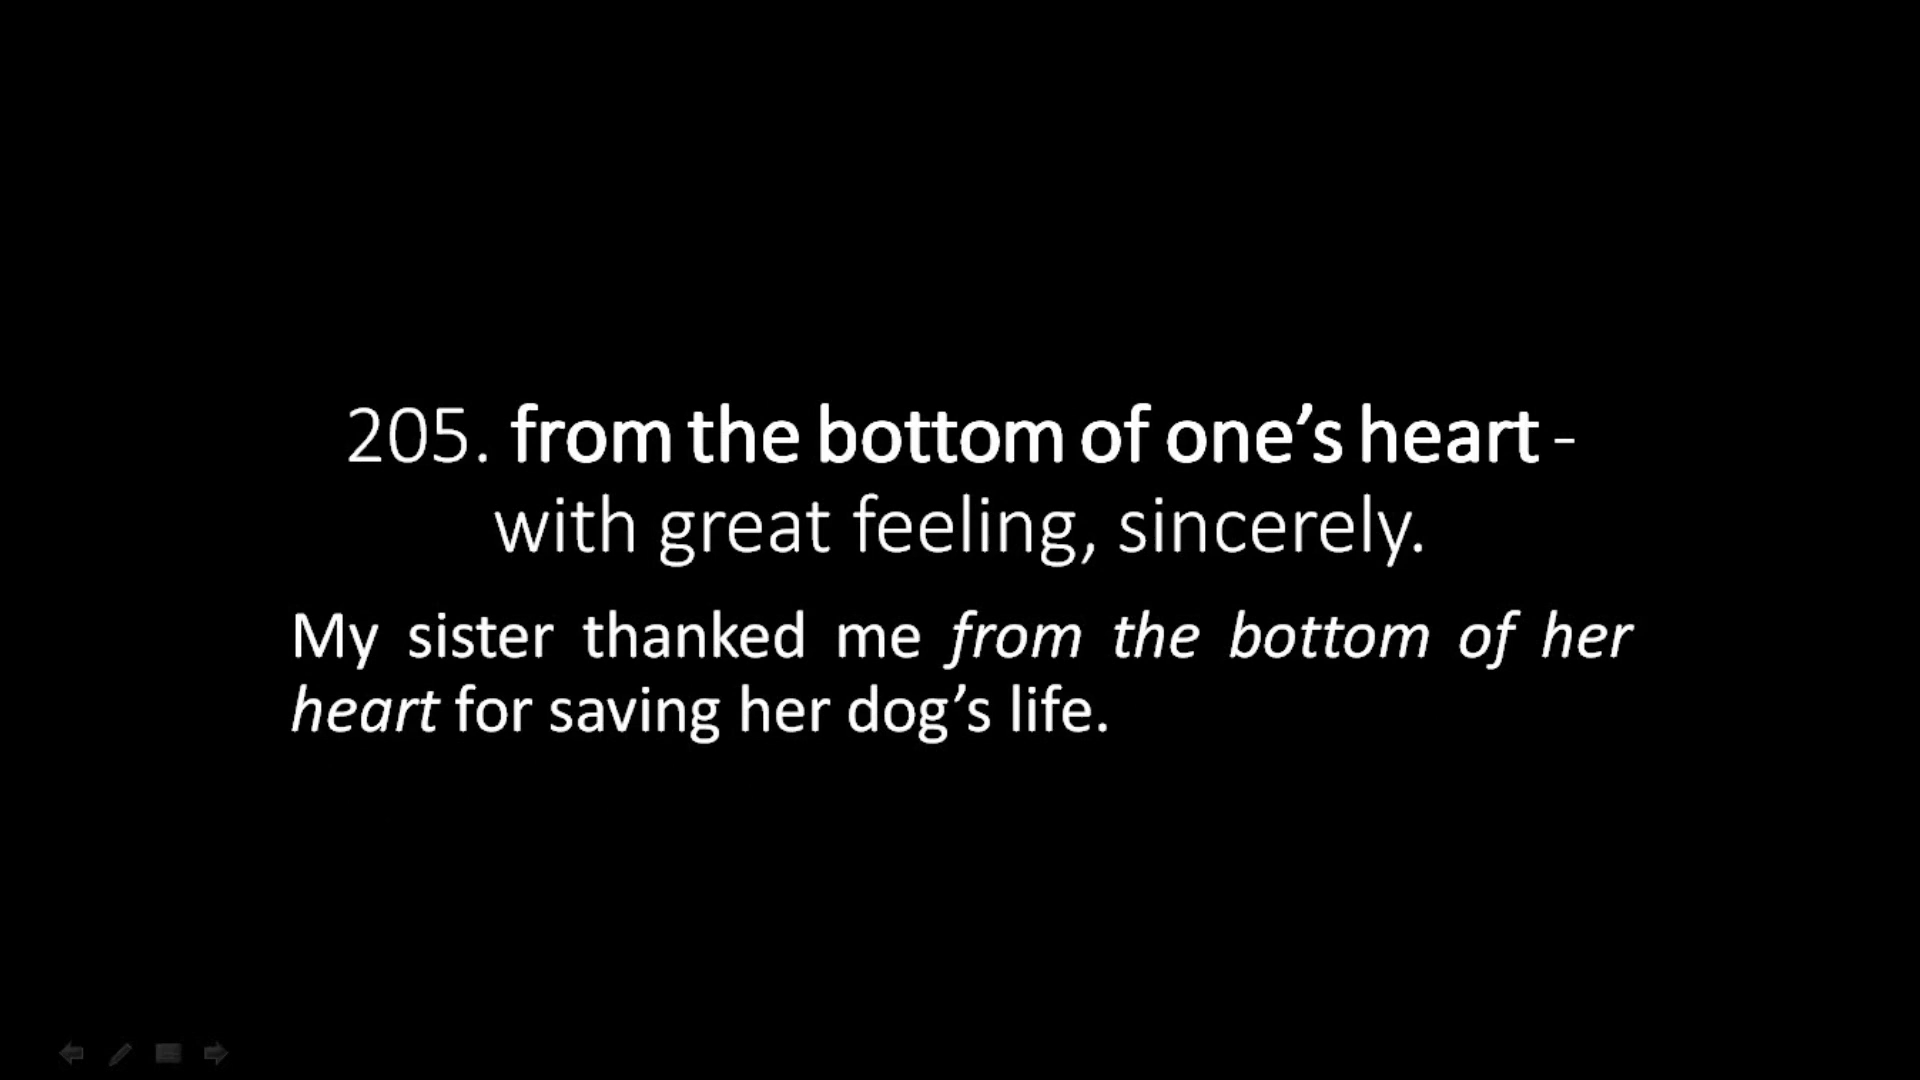 205. from the bottom of one’s heart -
with great feeling, sincerely.
My sister thanked me from the bottom of her
heart for saving her dog’s life.